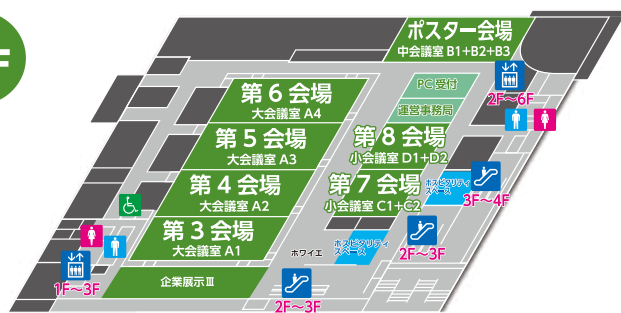 F
ポスター会場
中会議室 B1+B2+B3
第6会場
大会議室 A4
PC受付
2F〜6F
運営事務局
第5会場
大会議室 A3
第8会場
小会議室 D1+D2
第4会場
大会議室 A2
第7会場
小会議室 C1+C2
ホスピタリティ
スペース
3F〜4F
第3会場
大会議室 A1
ホワイエ
ホスピタリティ
スペース
2F〜3F
1F〜3F
企業展示Ⅲ
2F〜3F